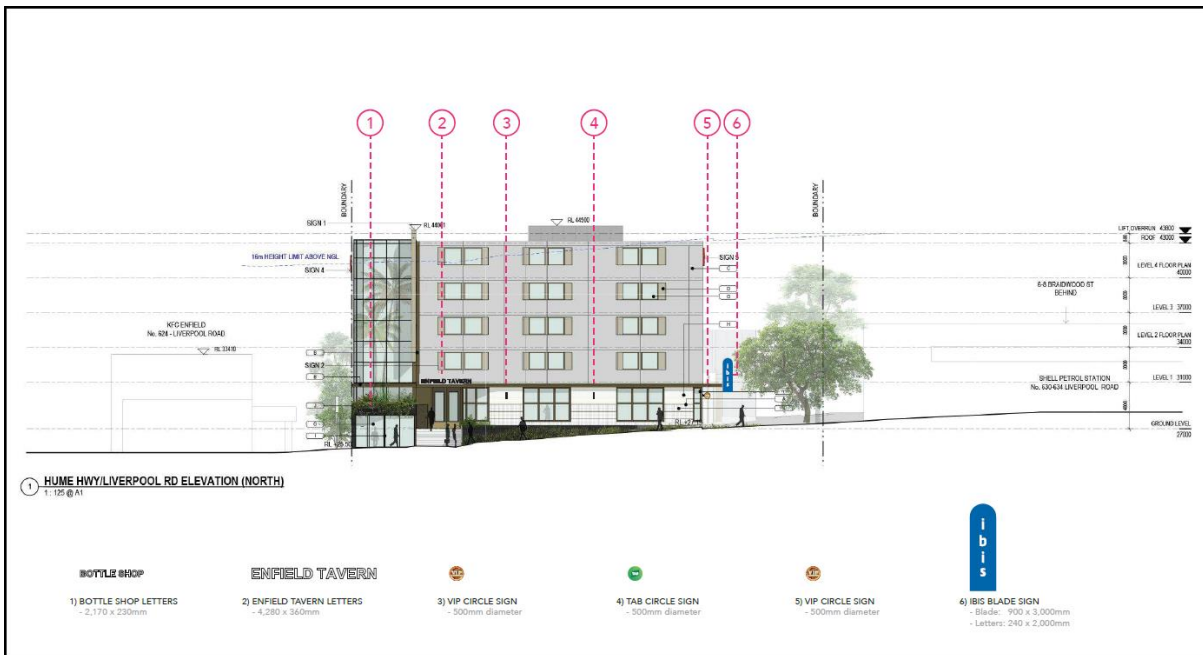 1
2
3
4
5
6
BOUNDARY
BOUNDARY
SIGN 1
RL 44500
16m HEIGHT LIMIT ABOVE NGL
SIGN 4
LIFT OVERRUN 43800
ROOF 43000
LEVEL 4 FLOOR PLAN
40000
6-8 BRAIDWOOD ST
BEHIND
LEVEL 3 37000
KFC ENFIELD
No. 624 - LIVERPOOL ROAD
RL 33410
LEVEL 2 FLOOR PLAN
34000
SIGN 2
ENFIELD TAVERN
ibis
SHELL PETROL STATION
No. 630-634 LIVERPOOL ROAD
LEVEL 1 31000
GROUND LEVEL
27000
1 HUME HWY/LIVERPOOL RD ELEVATION (NORTH)
1 : 125 @ A1
BOTTLE SHOP
ENFIELD TAVERN
VIP
VIP
ibis
1) BOTTLE SHOP LETTERS
- 2,170 x 230mm
2) ENFIELD TAVERN LETTERS
- 4,280 x 360mm
3) VIP CIRCLE SIGN
- 500mm diameter
4) TAB CIRCLE SIGN
- 500mm diameter
5) VIP CIRCLE SIGN
- 500mm diameter
6) IBIS BLADE SIGN
- Blade: 900 x 3,000mm
- Letters: 240 x 2,000mm